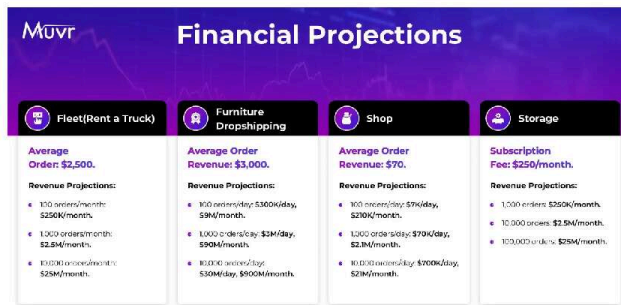 Muvr
Financial Projections
Fleet(Rent a Truck)
Average
Order: $2,500.
Revenue Projections:
100 orders/month:
$250K/month.
1,000 orders/month:
$2.5M/month.
10,000 orders/month:
$25M/month.
Furniture
Dropshipping
Average Order
Revenue: $3,000.
Revenue Projections:
100 orders/day: $300K/day,
$9M/month.
1,000 orders/day: $3M/day,
$90M/month.
10,000 orders/day:
$30M/day, $900M/month.
Shop
Average Order
Revenue: $70.
Revenue Projections:
100 orders/day: $7K/day,
$210K/month.
1,000 orders/day: $70K/day,
$2.1M/month.
10,000 orders/day: $700K/day,
$21M/month.
Storage
Subscription
Fee: $250/month.
Revenue Projections:
1,000 orders: $250K/month.
10,000 orders: $2.5M/month.
100,000 orders: $25M/month.